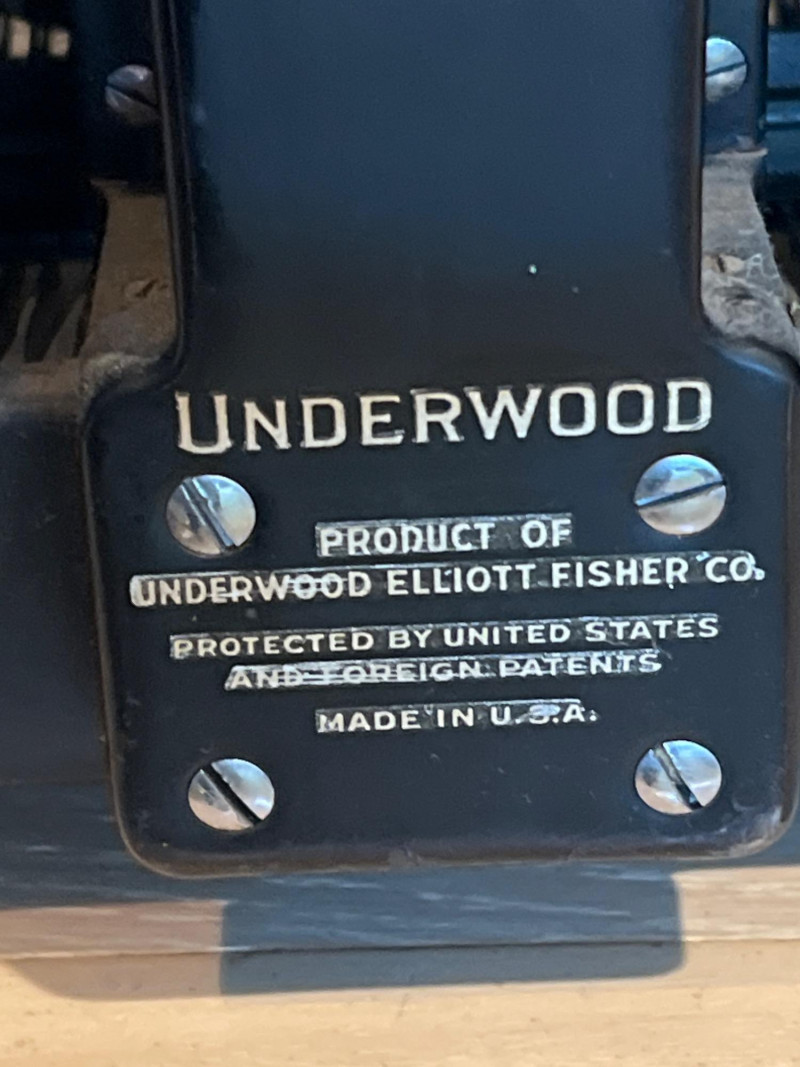 UNDERWOOD
PRODUCT OF
UNDERWOOD ELLIOTT FISHER CO.
PROTECTED BY UNITED STATES
AND FOREIGN PATENTS
MADE IN U.S.A.